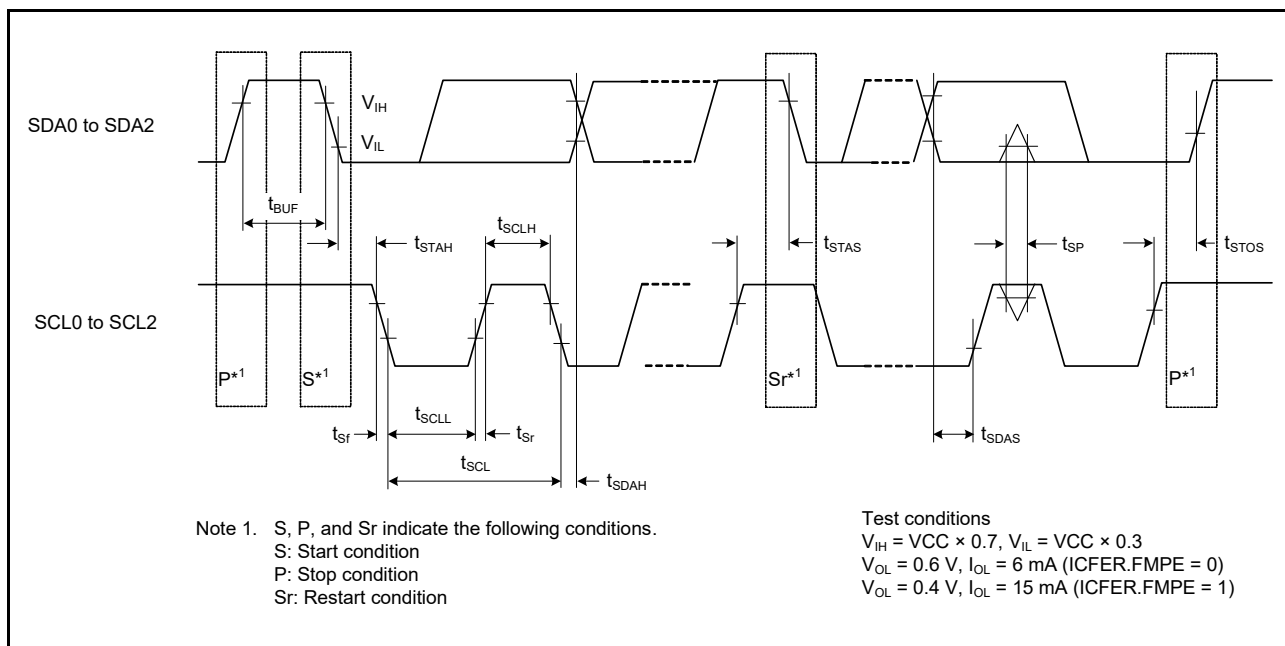 SDA0 to SDA2
VIH
VIL
tBUF
tSTAH
tSCLH
tSTAS
tSP
tSTOS
SCL0 to SCL2
P*1
S*1
Sr*1
P*1
tSf
tSCLL
tSr
tSDAS
tSCL
tSDAH
Note 1. S, P, and Sr indicate the following conditions.
S: Start condition
P: Stop condition
Sr: Restart condition
Test conditions
VIH = VCC × 0.7, VIL = VCC × 0.3
VOL = 0.6 V, IOL = 6 mA (ICFER.FMPE = 0)
VOL = 0.4 V, IOL = 15 mA (ICFER.FMPE = 1)